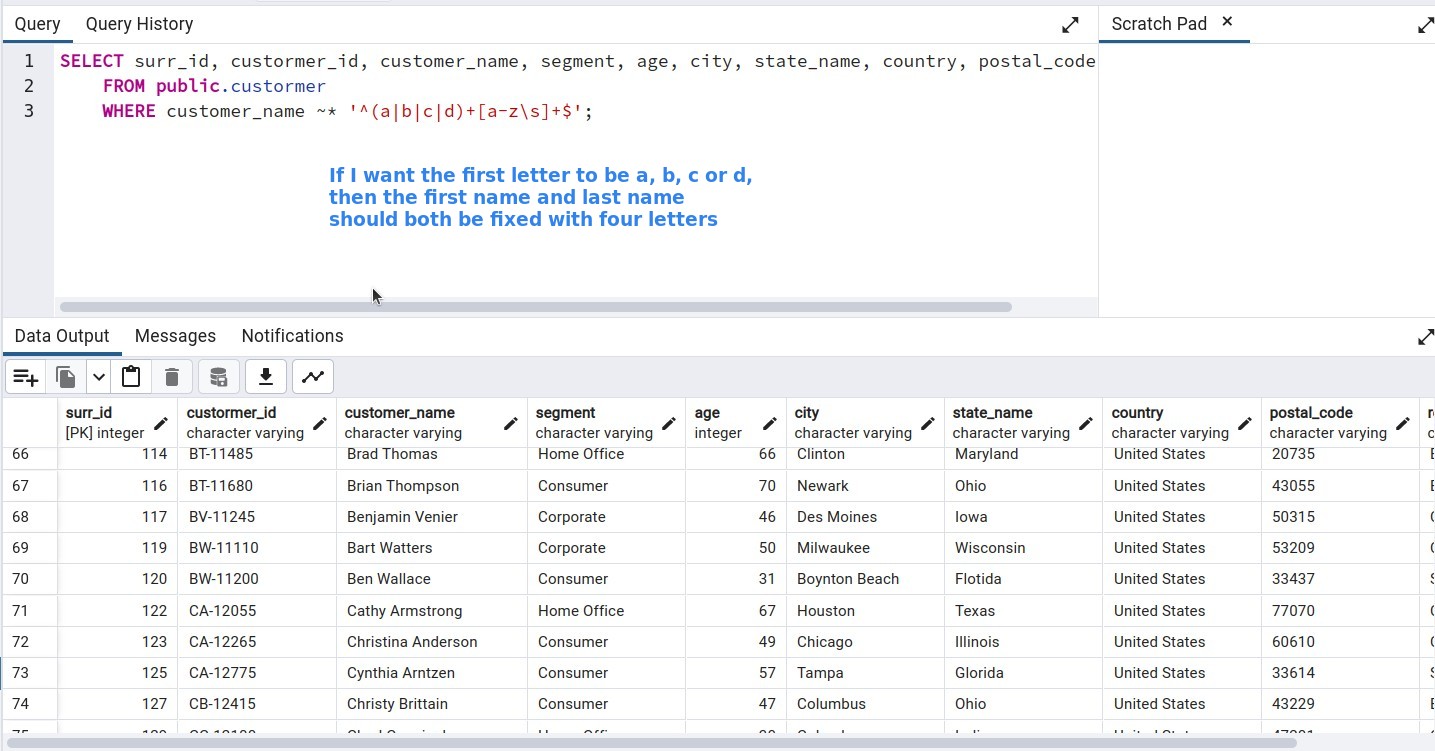 Query Query History Scratch Pad ×
1 SELECT surr_id, custormer_id, customer_name, segment, age, city, state_name, country, postal_code
2 FROM public.custormer
3 WHERE customer_name ~* '^(a|b|c|d)+[a-z\s]+$';
If I want the first letter to be a, b, c or d,
then the first name and last name
should both be fixed with four letters
Data Output Messages Notifications
surr_id custormer_id customer_name segment age city state_name country postal_code
[PK] integer character varying character varying character varying integer character varying character varying character varying character varying
66 114 BT-11485 Brad Thomas Home Office 66 Clinton Maryland United States 20735
67 116 BT-11680 Brian Thompson Consumer 70 Newark Ohio United States 43055
68 117 BV-11245 Benjamin Venier Corporate 46 Des Moines Iowa United States 50315
69 119 BW-11110 Bart Watters Corporate 50 Milwaukee Wisconsin United States 53209
70 120 BW-11200 Ben Wallace Consumer 31 Boynton Beach Flotida United States 33437
71 122 CA-12055 Cathy Armstrong Home Office 67 Houston Texas United States 77070
72 123 CA-12265 Christina Anderson Consumer 49 Chicago Illinois United States 60610
73 125 CA-12775 Cynthia Arntzen Consumer 57 Tampa Glorida United States 33614
74 127 CB-12415 Christy Brittain Consumer 47 Columbus Ohio United States 43229